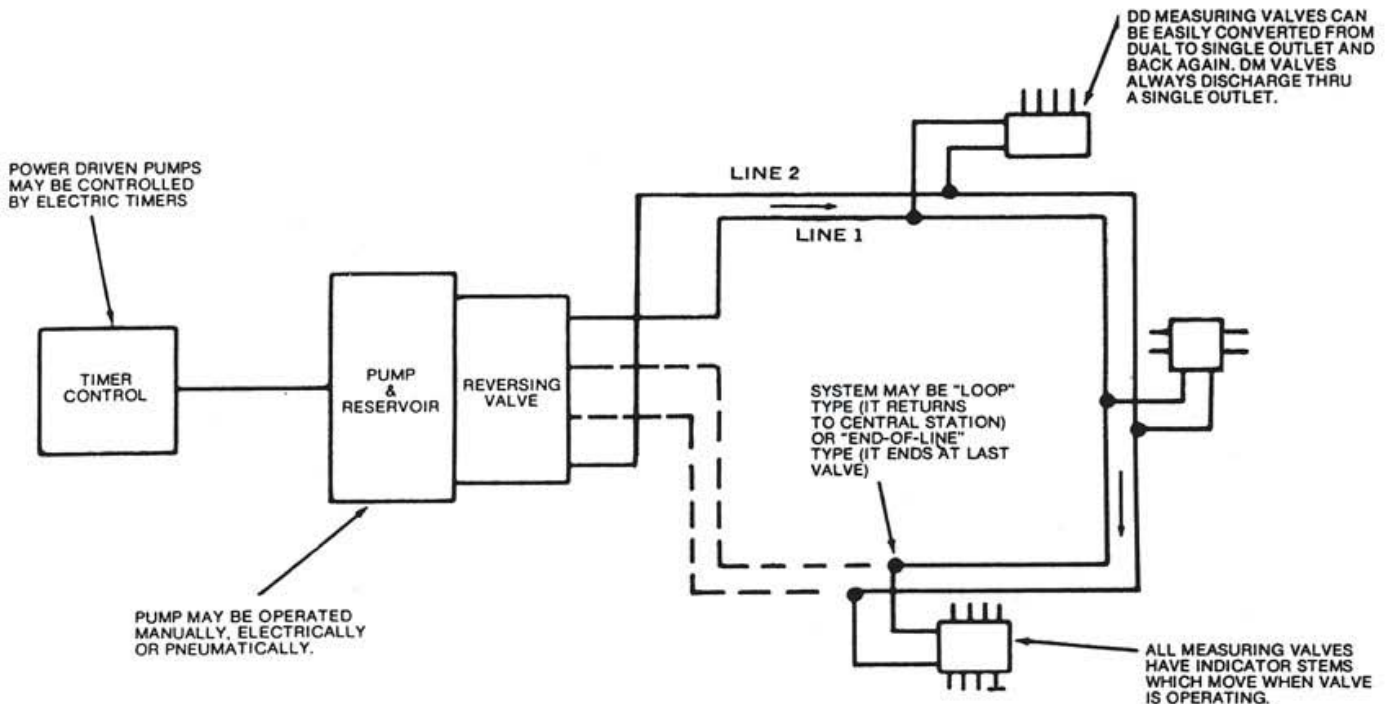 DD MEASURING VALVES CAN
BE EASILY CONVERTED FROM
DUAL TO SINGLE OUTLET AND
BACK AGAIN. DM VALVES
ALWAYS DISCHARGE THRU
A SINGLE OUTLET.
POWER DRIVEN PUMPS
MAY BE CONTROLLED
BY ELECTRIC TIMERS
LINE 2
LINE 1
TIMER
CONTROL
PUMP
&
RESERVOIR
REVERSING
VALVE
SYSTEM MAY BE "LOOP"
TYPE (IT RETURNS
TO CENTRAL STATION)
OR "END-OF-LINE"
TYPE (IT ENDS AT LAST
VALVE)
PUMP MAY BE OPERATED
MANUALLY, ELECTRICALLY
OR PNEUMATICALLY.
ALL MEASURING VALVES
HAVE INDICATOR STEMS
WHICH MOVE WHEN VALVE
IS OPERATING.